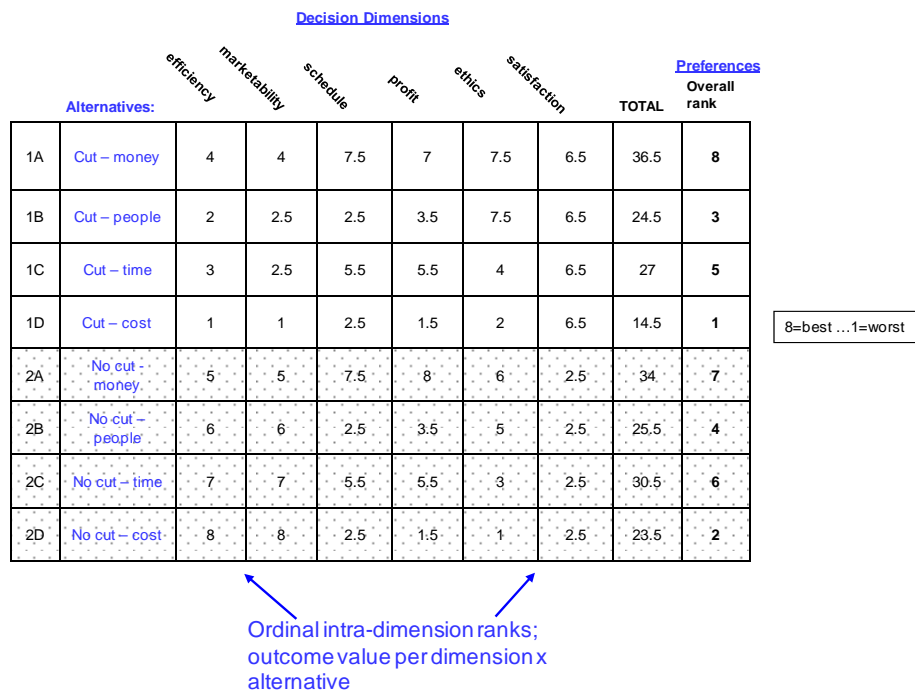 Decision Dimensions
efficiency
marketability
schedule
profit
ethics
satisfaction
Preferences
Alternatives:
TOTAL
Overall
rank
1A Cut – money 4 4 7.5 7 7.5 6.5 36.5 8
1B Cut – people 2 2.5 2.5 3.5 7.5 6.5 24.5 3
1C Cut – time 3 2.5 5.5 5.5 4 6.5 27 5
1D Cut – cost 1 1 2.5 1.5 2 6.5 14.5 1
8=best ...1=worst
2A No cut -
money 5 5 7.5 8 6 2.5 34 7
2B No cut –
people 6 6 2.5 3.5 5 2.5 25.5 4
2C No cut – time 7 7 5.5 5.5 3 2.5 30.5 6
2D No cut – cost 8 8 2.5 1.5 1 2.5 23.5 2
Ordinal intra-dimension ranks;
outcome value per dimension x
alternative